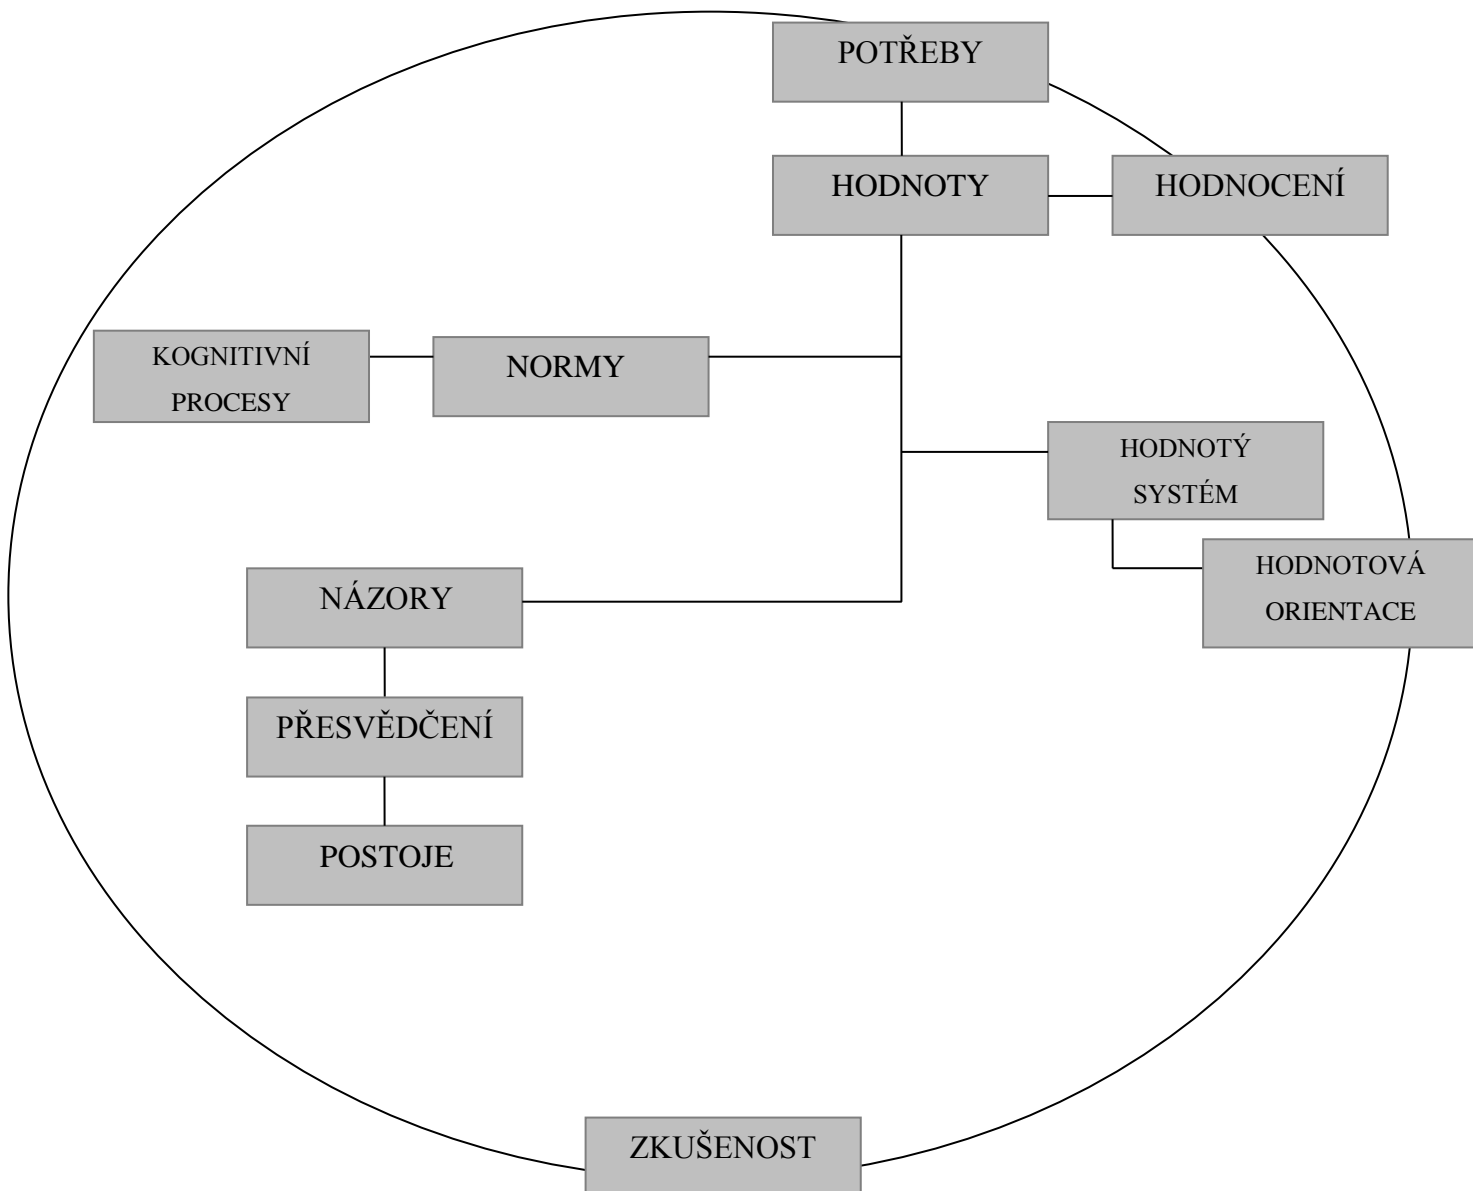 POTŘEBY
HODNOTY
HODNOCENÍ
KOGNITIVNÍ
PROCESY
NORMY
HODNOTÝ
SYSTÉM
HODNOTOVÁ
ORIENTACE
NÁZORY
PŘESVĚDČENÍ
POSTOJE
ZKUŠENOST